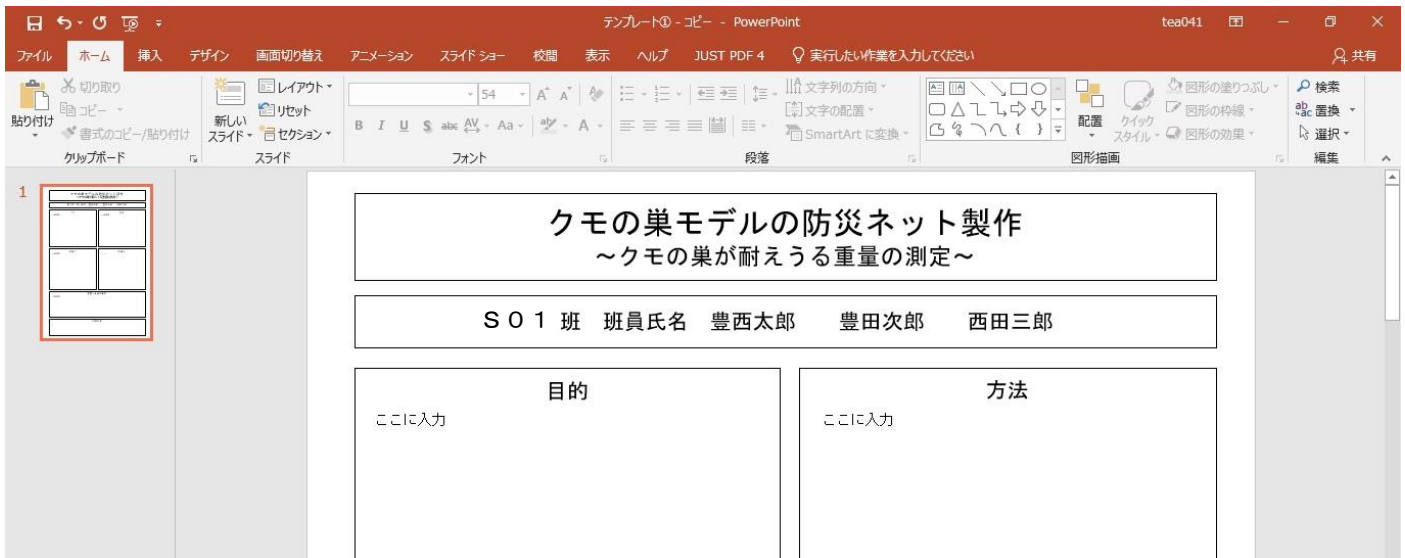 テンプレート① - コピー - PowerPoint
tea041
ファイル ホーム 挿入 デザイン 画面切り替え アニメーション スライド ショー 校閲 表示 ヘルプ JUST PDF 4 実行したい作業を入力してください 共有
切り取り
コピー
書式のコピー/貼り付け
貼り付け
クリップボード
新しい
スライド
レイアウト
リセット
セクション
スライド
54
B I U S abc AV Aa
フォント
文字列の方向
文字の配置
SmartArt に変換
段落
配置
クイック
スタイル
図形の塗りつぶし
図形の枠線
図形の効果
図形描画
検索
置換
選択
編集
1
クモの巣モデルの防災ネット製作
~クモの巣が耐えうる重量の測定~
S01班 班員氏名 豊西太郎 豊田次郎 西田三郎
目的
ここに入力
方法
ここに入力